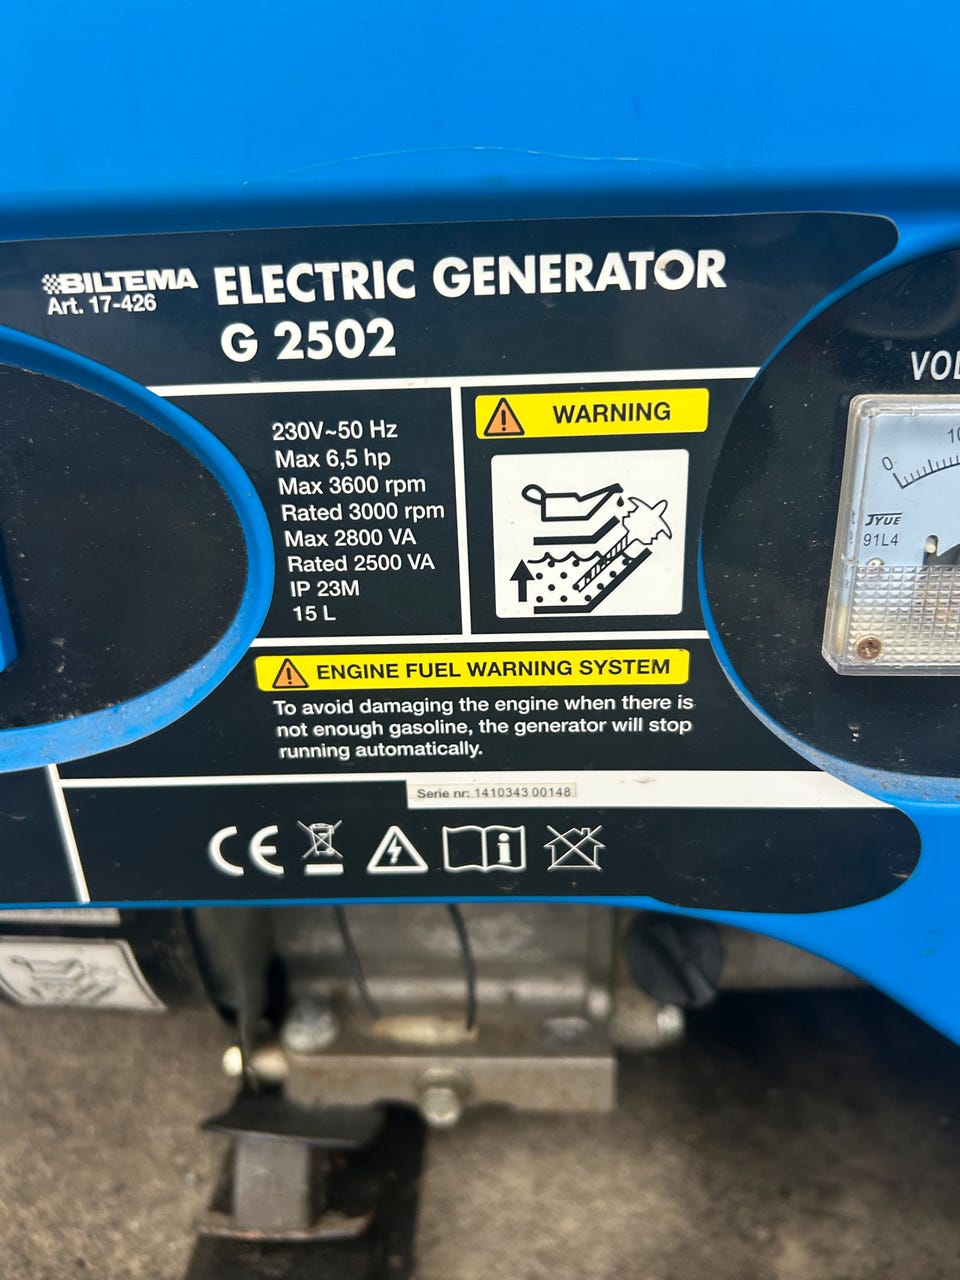 BILTEMA
Art. 17-426
ELECTRIC GENERATOR
G 2502
230V~50 Hz
Max 6,5 hp
Max 3600 rpm
Rated 3000 rpm
Max 2800 VA
Rated 2500 VA
IP 23M
15 L
WARNING
VOL
0
10
JYUE
91L4
ENGINE FUEL WARNING SYSTEM
To avoid damaging the engine when there is
not enough gasoline, the generator will stop
running automatically.
Serie nr: 1410343 00148
CE
i